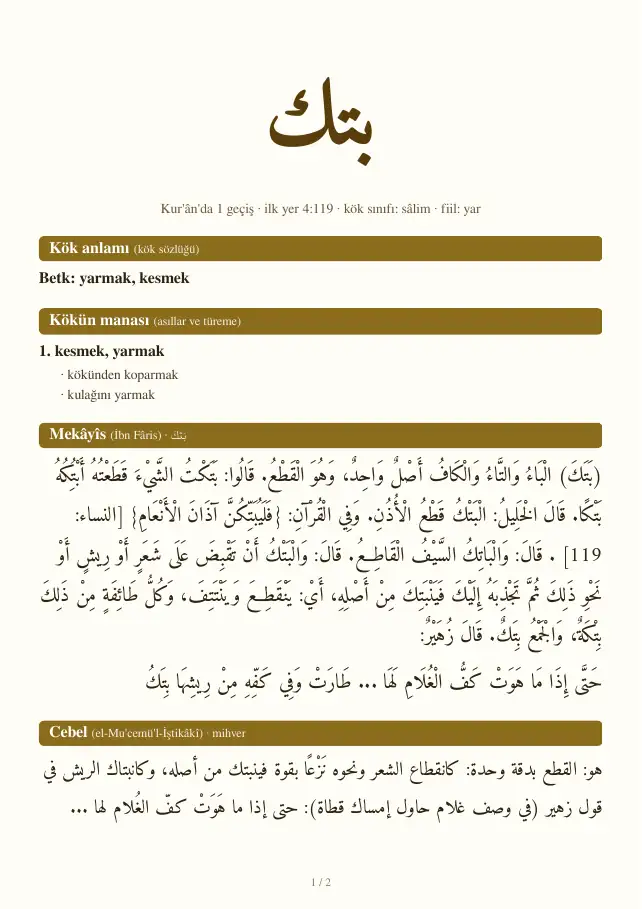 بتك
Kur'ân'da 1 geçiş · ilk yer 4:119 · kök sınıfı: sâlim · fiil: yar
Kök anlamı (kök sözlüğü)
Betk: yarmak, kesmek
Kökün manası (asıllar ve türeme)
1. kesmek, yarmak
· kökünden koparmak
· kulağını yarmak
Mekâyîs (İbn Fâris) · بَتَكَ
(بَتَكَ) الْبَاءُ وَالتَّاءُ وَالْكَافُ أَصْلٌ وَاحِدٌ، وَهُوَ الْقَطْعُ. قَالُوا: بَتَكْتُ الشَّيْءَ قَطَعْتُهُ أَبْتِكُهُ
بَتْكًا. قَالَ الْخَلِيلُ: الْبَتْكُ قَطْعُ الْأُذُنِ. وَفِي الْقُرْآنِ: {فَلَيُبَتِّكُنَّ آذَانَ الْأَنْعَامِ} [النساء:
119] . قَالَ: وَالْبَاتِكُ السَّيْفُ الْقَاطِعُ. قَالَ: وَالْبَتْكُ أَنْ تَقْبِضَ عَلَى شَعَرٍ أَوْ رِيشٍ أَوْ
نَحْوِ ذَلِكَ ثُمَّ تَجْذِبَهُ إِلَيْكَ فَيَنْبَتِكَ مِنْ أَصْلِهِ، أَيْ: يَنْقَطِعَ وَيَنْتَتِفَ، وَكُلُّ طَائِفَةٍ مِنْ ذَلِكَ
بِتْكَةٌ، وَالْجَمْعُ بِتَكٌ. قَالَ زُهَيْرٌ:
حَتَّى إِذَا مَا هَوَتْ كَفُّ الْغُلَامِ لَهَا ... طَارَتْ وَفِي كَفِّهِ مِنْ رِيشِهَا بِتَكُ
Cebel (el-Mu'cemü'l-İştikâkî) · mihver
هو: القطع بدقة وحدة: كانقطاع الشعر ونحوه نَزْعًا بقوة فينبتك من أصله، وكانبتاك الريش في
قول زهير (في وصف غلام حاول إمساك قطاة): حتى إذا ما هَوَتْ كفّ الغُلام لها ...
1 / 2